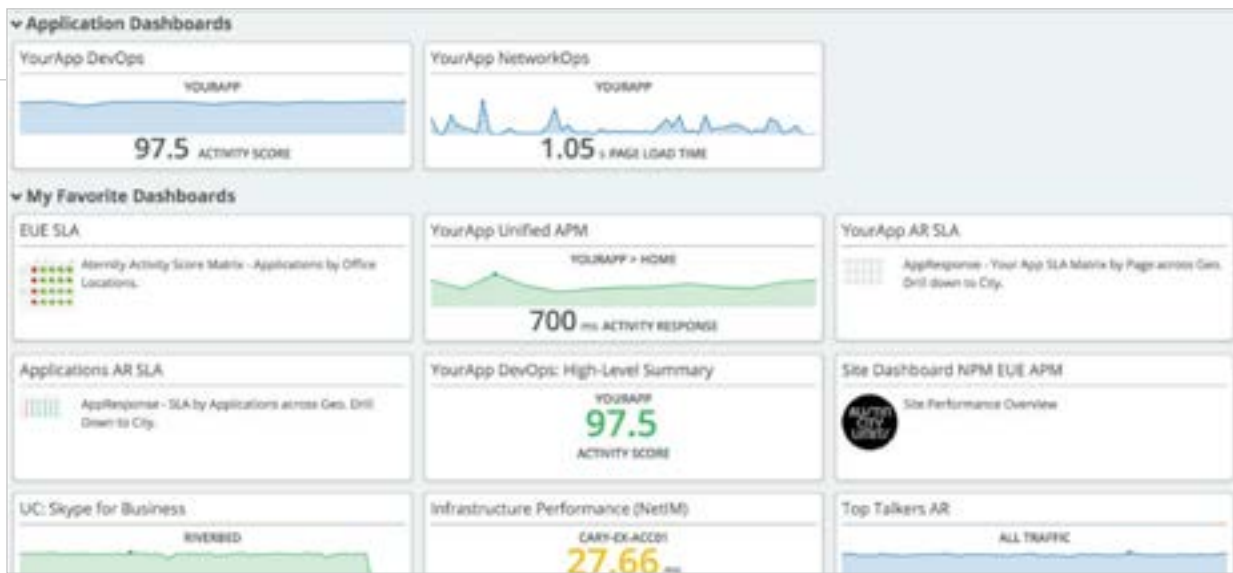 Application Dashboards
YourApp DevOps
YOURAPP
97.5 ACTIVITY SCORE
YourApp NetworkOps
YOURAPP
1.05 s PAGE LOAD TIME
My Favorite Dashboards
EUE SLA
Aternity Activity Score Matrix - Applications by Office
Locations.
YourApp Unified APM
YOURAPP > HOME
700 ms ACTIVITY RESPONSE
YourApp AR SLA
AppResponse - Your App SLA Matrix by Page across Geo.
Drill down to City.
Applications AR SLA
AppResponse - SLA by Applications across Geo. Drill
Down to City.
YourApp DevOps: High-Level Summary
YOURAPP
97.5
ACTIVITY SCORE
Site Dashboard NPM EUE APM
AUSTIN
CITY
LIMITS
Site Performance Overview
UC: Skype for Business
RIVERBED
Infrastructure Performance (NetIM)
CARY-EX-ACC01
27.66 ms
Top Talkers AR
ALL TRAFFIC